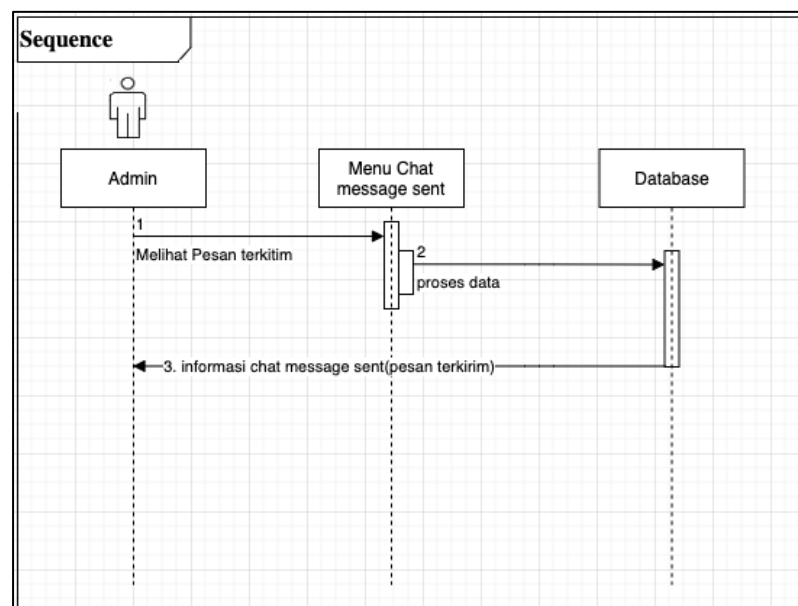 Sequence
Admin
Menu Chat
message sent
Database
1
Melihat Pesan terkitim
2
proses data
3. informasi chat message sent(pesan terkirim)